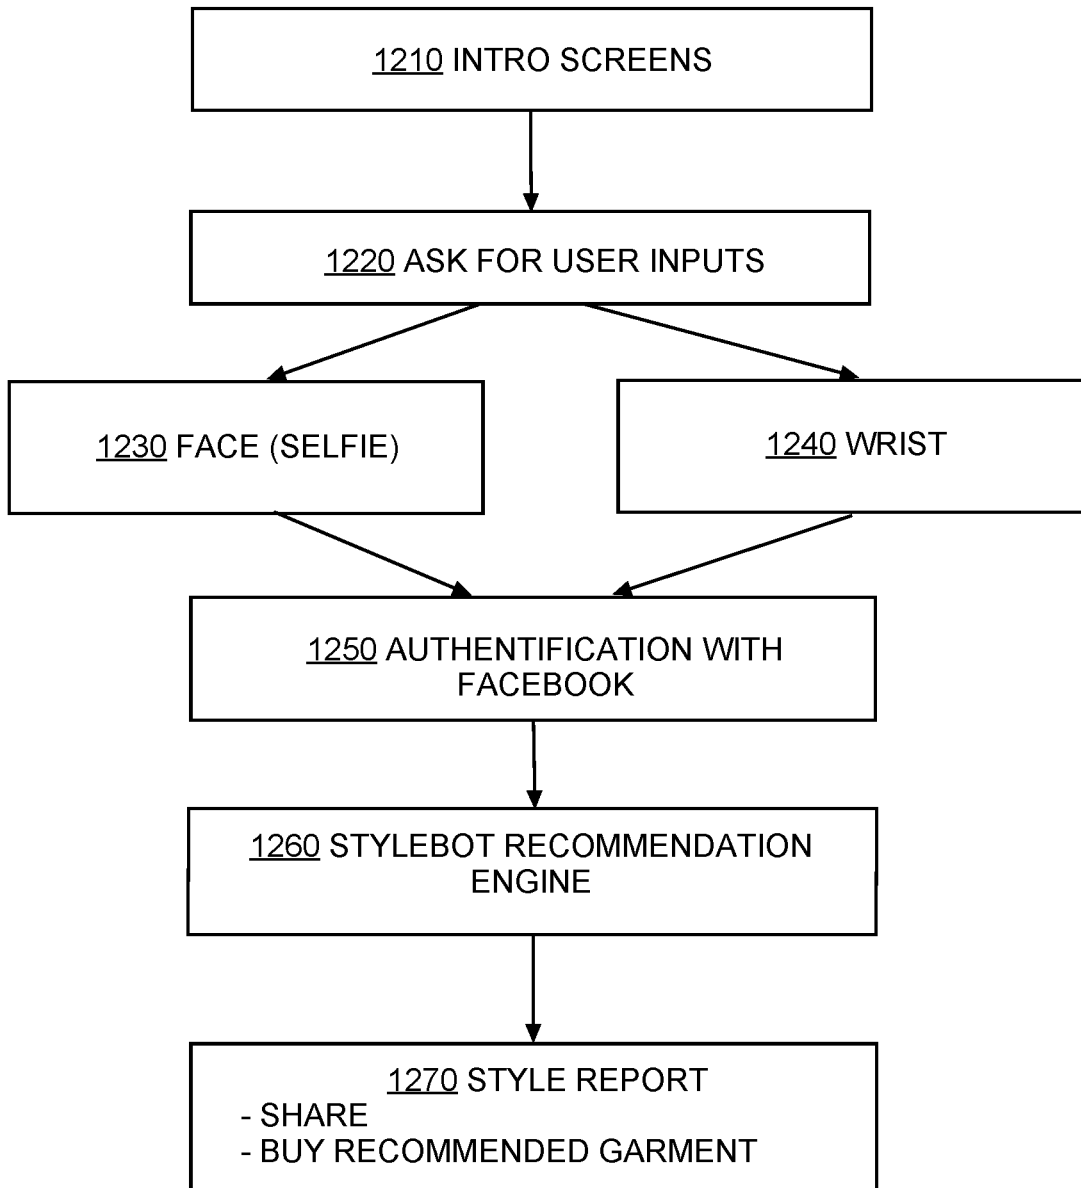 1210 INTRO SCREENS
1220 ASK FOR USER INPUTS
1230 FACE (SELFIE)
1240 WRIST
1250 AUTHENTIFICATION WITH
FACEBOOK
1260 STYLEBOT RECOMMENDATION
ENGINE
1270 STYLE REPORT
- SHARE
- BUY RECOMMENDED GARMENT